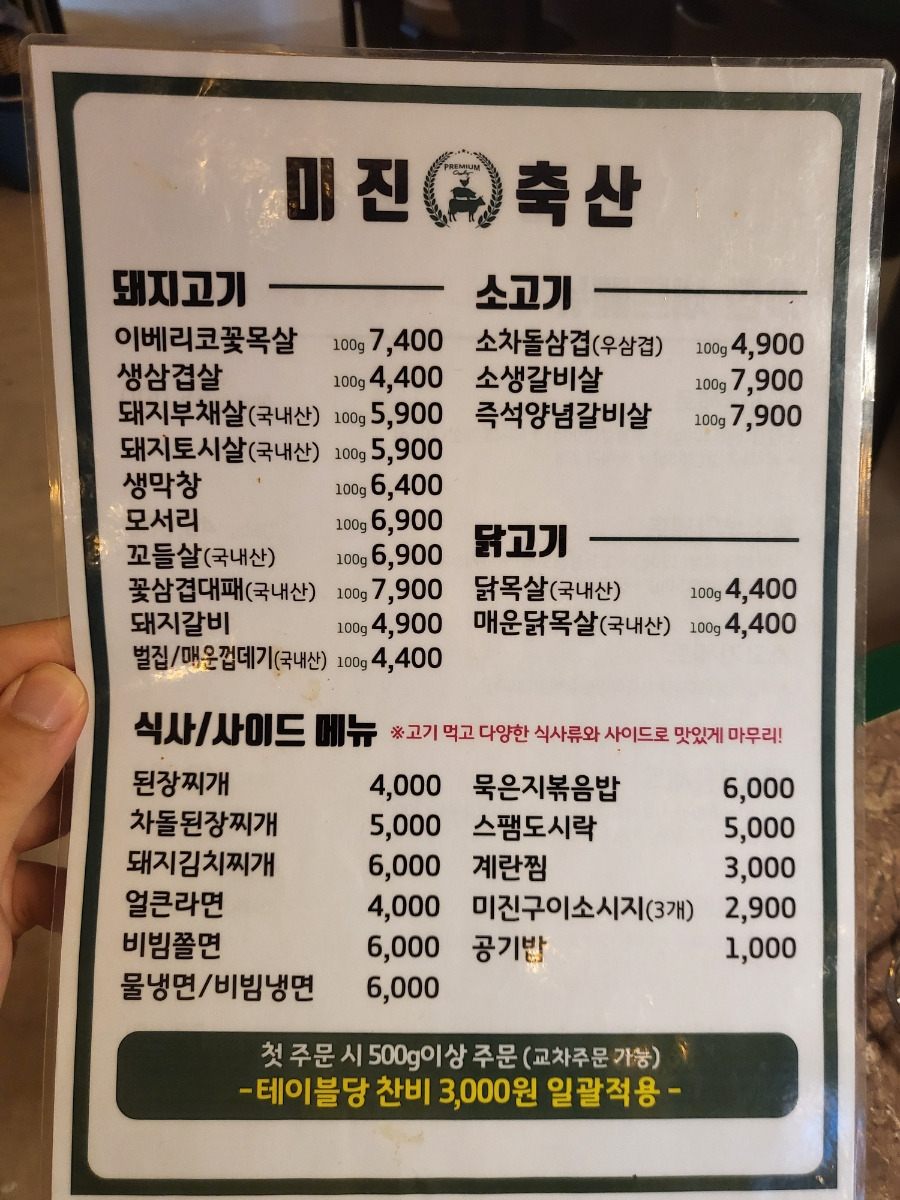 미진 축산
PREMIUM
Quality
돼지고기
이베리코꽃목살 100g 7,400
생삼겹살 100g 4,400
돼지부채살(국내산) 100g 5,900
돼지토시살(국내산) 100g 5,900
생막창 100g 6,400
모서리 100g 6,900
꼬들살(국내산) 100g 6,900
꽃삼겹대패(국내산) 100g 7,900
돼지갈비 100g 4,900
벌집/매운껍데기(국내산) 100g 4,400
소고기
소차돌삼겹(우삼겹) 100g 4,900
소생갈비살 100g 7,900
즉석양념갈비살 100g 7,900
닭고기
닭목살(국내산) 100g 4,400
매운닭목살(국내산) 100g 4,400
식사/사이드 메뉴 ※고기 먹고 다양한 식사류와 사이드로 맛있게 마무리!
된장찌개 4,000
차돌된장찌개 5,000
돼지김치찌개 6,000
얼큰라면 4,000
비빔쫄면 6,000
물냉면/비빔냉면 6,000
묵은지볶음밥 6,000
스팸도시락 5,000
계란찜 3,000
미진구이소시지(3개) 2,900
공기밥 1,000
첫 주문 시 500g이상 주문 (교차주문 가능)
-테이블당 찬비 3,000원 일괄적용-